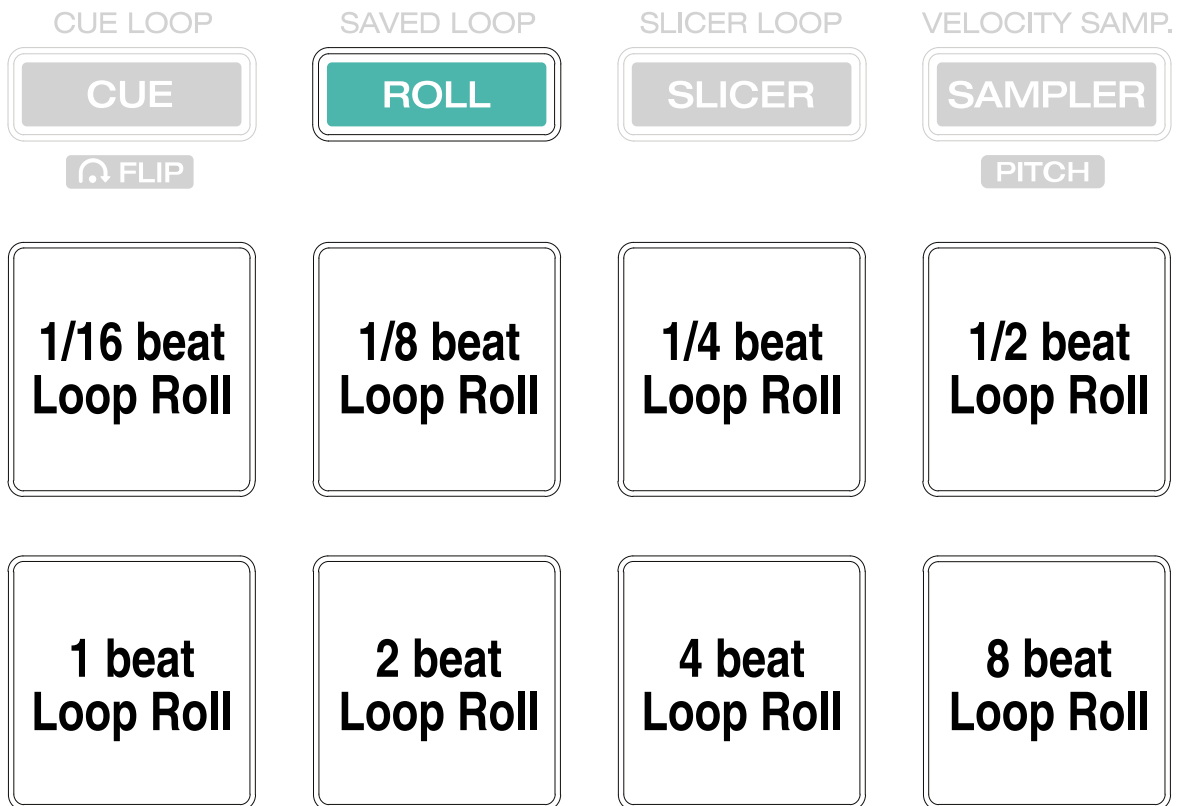 CUE LOOP SAVED LOOP SLICER LOOP VELOCITY SAMP.
CUE ROLL SLICER SAMPLER
FLIP PITCH
1/16 beat 1/8 beat 1/4 beat 1/2 beat
Loop Roll Loop Roll Loop Roll Loop Roll
1 beat 2 beat 4 beat 8 beat
Loop Roll Loop Roll Loop Roll Loop Roll